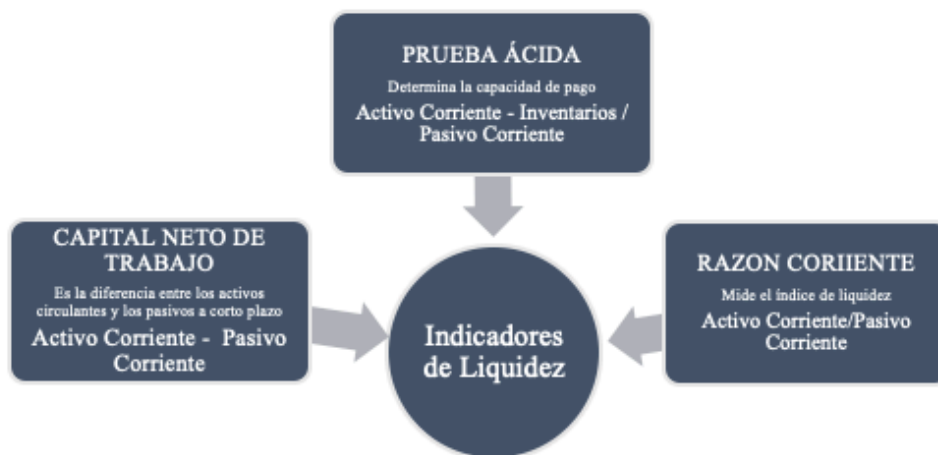 PRUEBA ÁCIDA
Determina la capacidad de pago
Activo Corriente - Inventarios /
Pasivo Corriente
CAPITAL NETO DE
TRABAJO
Es la diferencia entre los activos
circulantes y los pasivos a corto plazo
Activo Corriente - Pasivo
Corriente
Indicadores
de Liquidez
RAZON CORIIENTE
Mide el índice de liquidez
Activo Corriente/Pasivo
Corriente